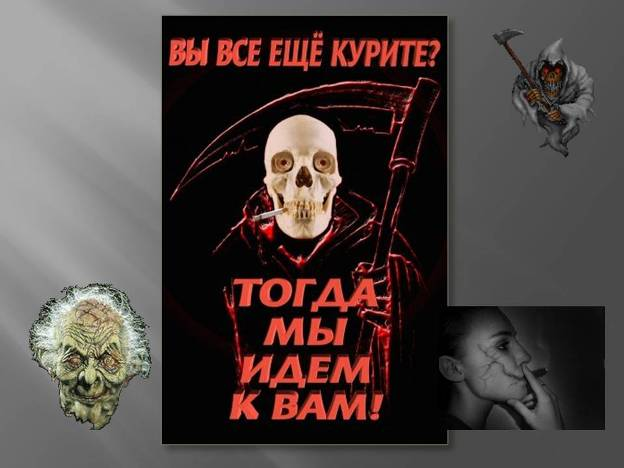 ВЫ ВСЕ ЕЩЁ КУРИТЕ?
ТОГДА
МЫ
ИДЕМ
К ВАМ!